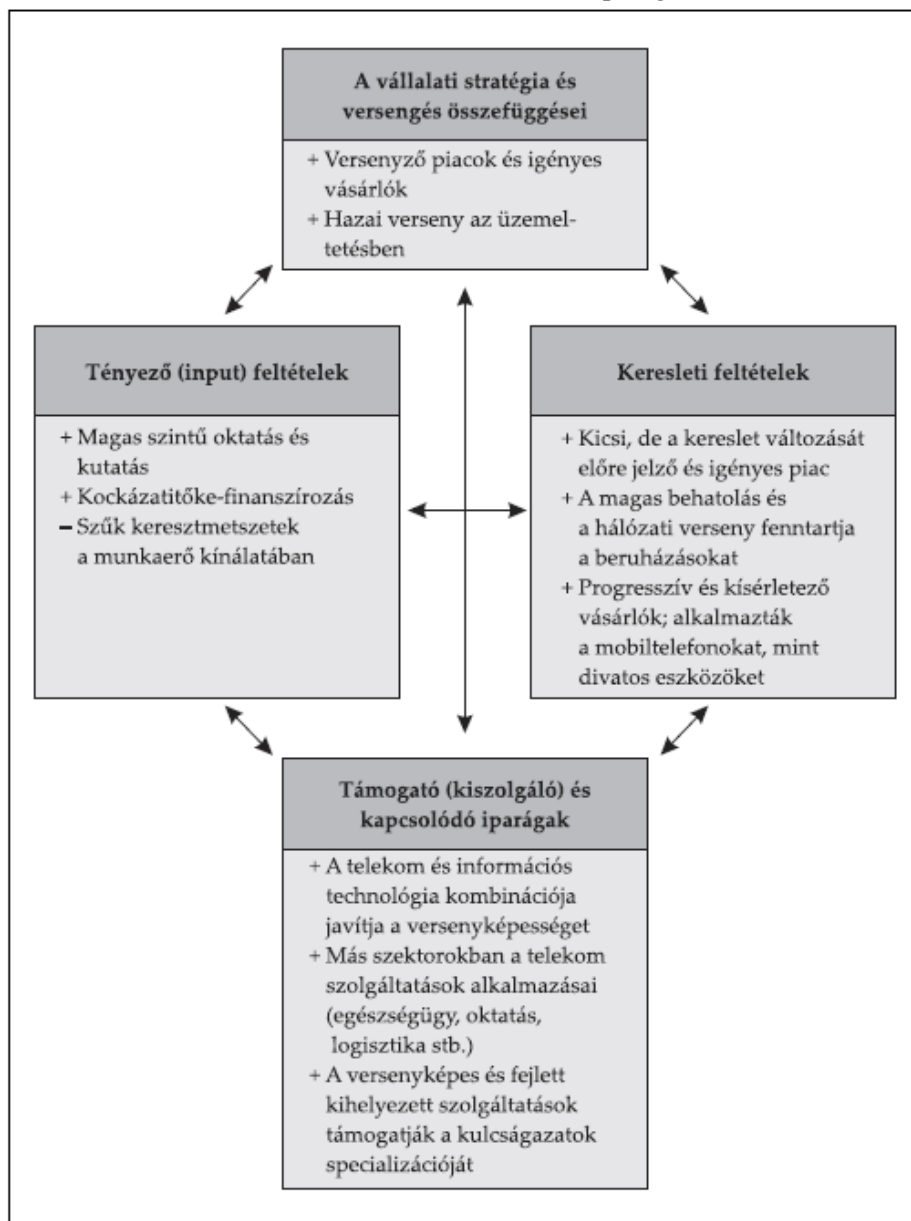 A vállalati stratégia és
versengés összefüggései
+ Versenyző piacok és igényes
vásárlók
+ Hazai verseny az üzemel-
tetésben
Tényező (input) feltételek
+ Magas szintű oktatás és
kutatás
+ Kockázatitőke-finanszírozás
− Szűk keresztmetszetek
a munkaerő kínálatában
Keresleti feltételek
+ Kicsi, de a kereslet változását
előre jelző és igényes piac
+ A magas behatolás és
a hálózati verseny fenntartja
a beruházásokat
+ Progresszív és kísérletező
vásárlók; alkalmazták
a mobiltelefonokat, mint
divatos eszközöket
Támogató (kiszolgáló) és
kapcsolódó iparágak
+ A telekom és információs
technológia kombinációja
javítja a versenyképességet
+ Más szektorokban a telekom
szolgáltatások alkalmazásai
(egészségügy, oktatás,
logisztika stb.)
+ A versenyképes és fejlett
kihelyezett szolgáltatások
támogatják a kulcságazatok
specializációját